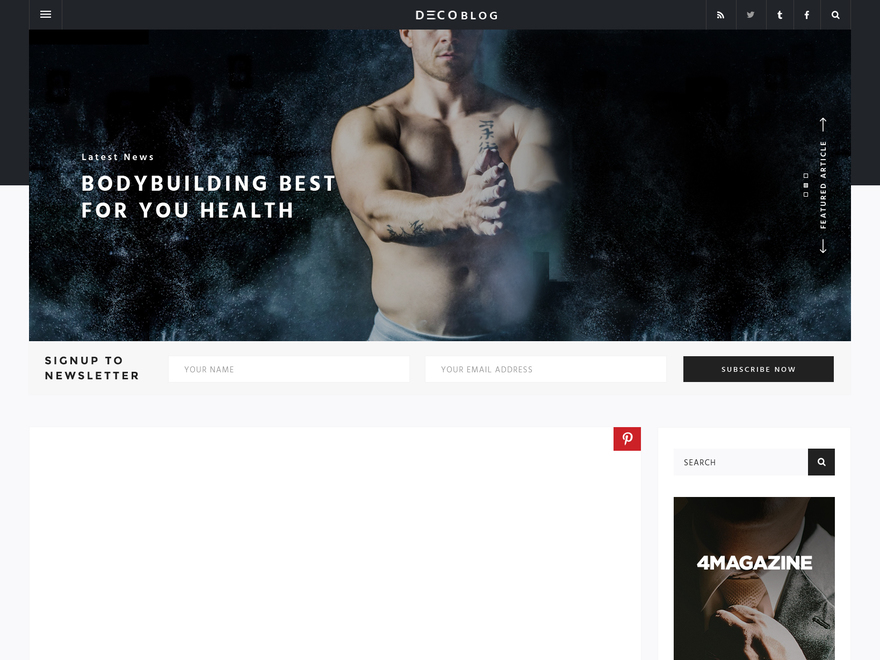 DECOBLOG
Latest News
BODYBUILDING BEST
FOR YOU HEALTH
FEATURED ARTICLE
SIGNUP TO
NEWSLETTER
YOUR NAME
YOUR EMAIL ADDRESS
SUBSCRIBE NOW
SEARCH
4MAGAZINE